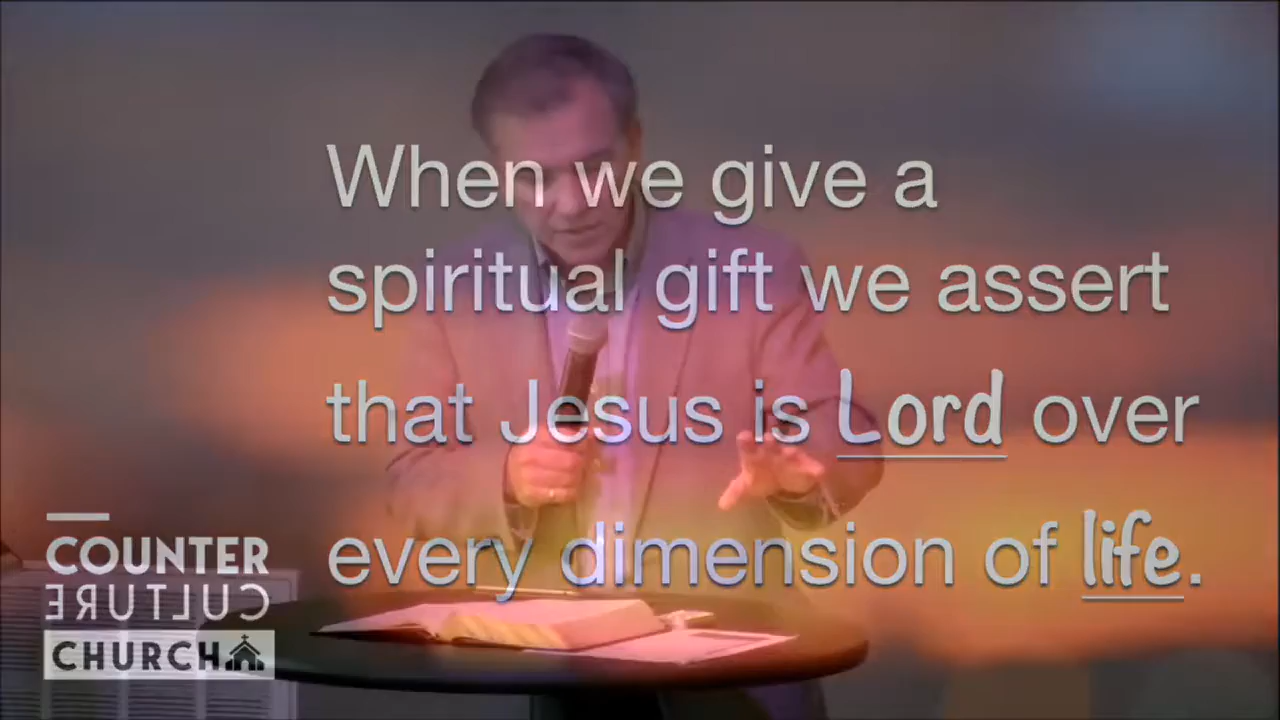 When we give a
spiritual gift we assert
that Jesus is Lord over
every dimension of life.
COUNTER
CULTURE
CHURCH